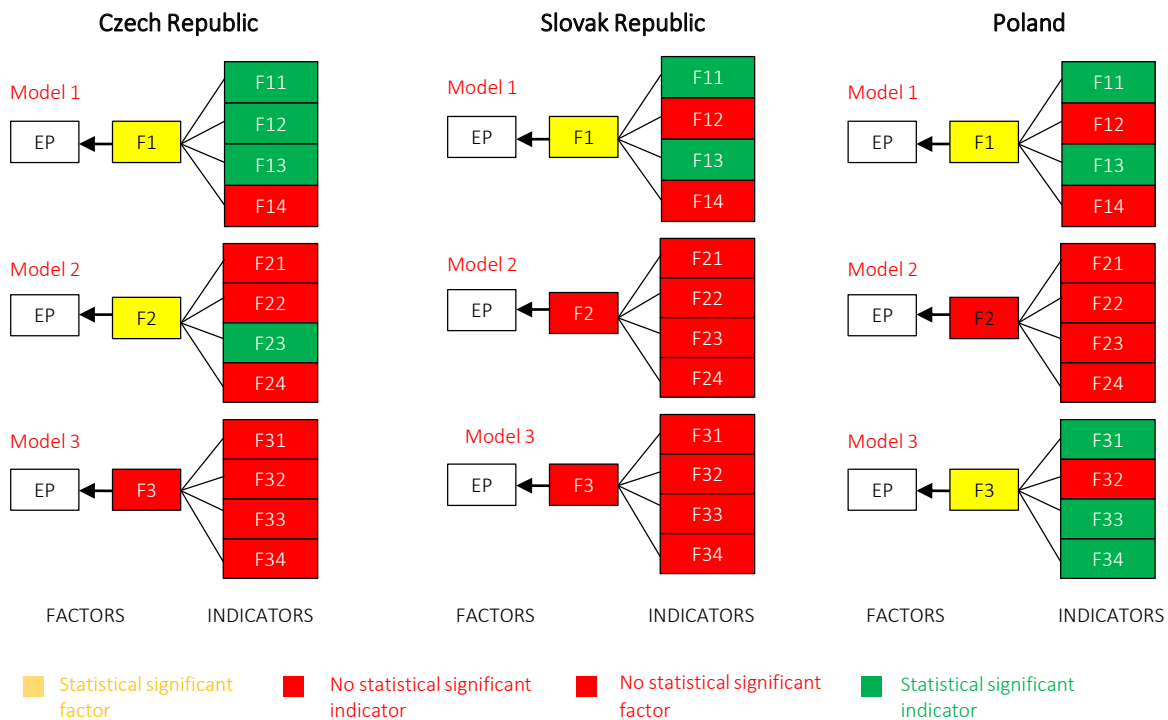 Czech Republic
Slovak Republic
Poland
Model 1
EP
F1
F11
F12
F13
F14
Model 2
EP
F2
F21
F22
F23
F24
Model 3
EP
F3
F31
F32
F33
F34
FACTORS
INDICATORS
Model 1
EP
F1
F11
F12
F13
F14
Model 2
EP
F2
F21
F22
F23
F24
Model 3
EP
F3
F31
F32
F33
F34
FACTORS
INDICATORS
Model 1
EP
F1
F11
F12
F13
F14
Model 2
EP
F2
F21
F22
F23
F24
Model 3
EP
F3
F31
F32
F33
F34
FACTORS
INDICATORS
Statistical significant
factor
No statistical significant
indicator
No statistical significant
factor
Statistical significant
indicator